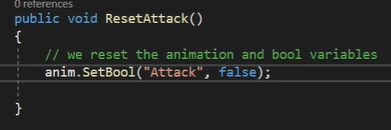 0 references
public void ResetAttack()
{
// we reset the animation and bool variables
anim.SetBool("Attack", false);
}